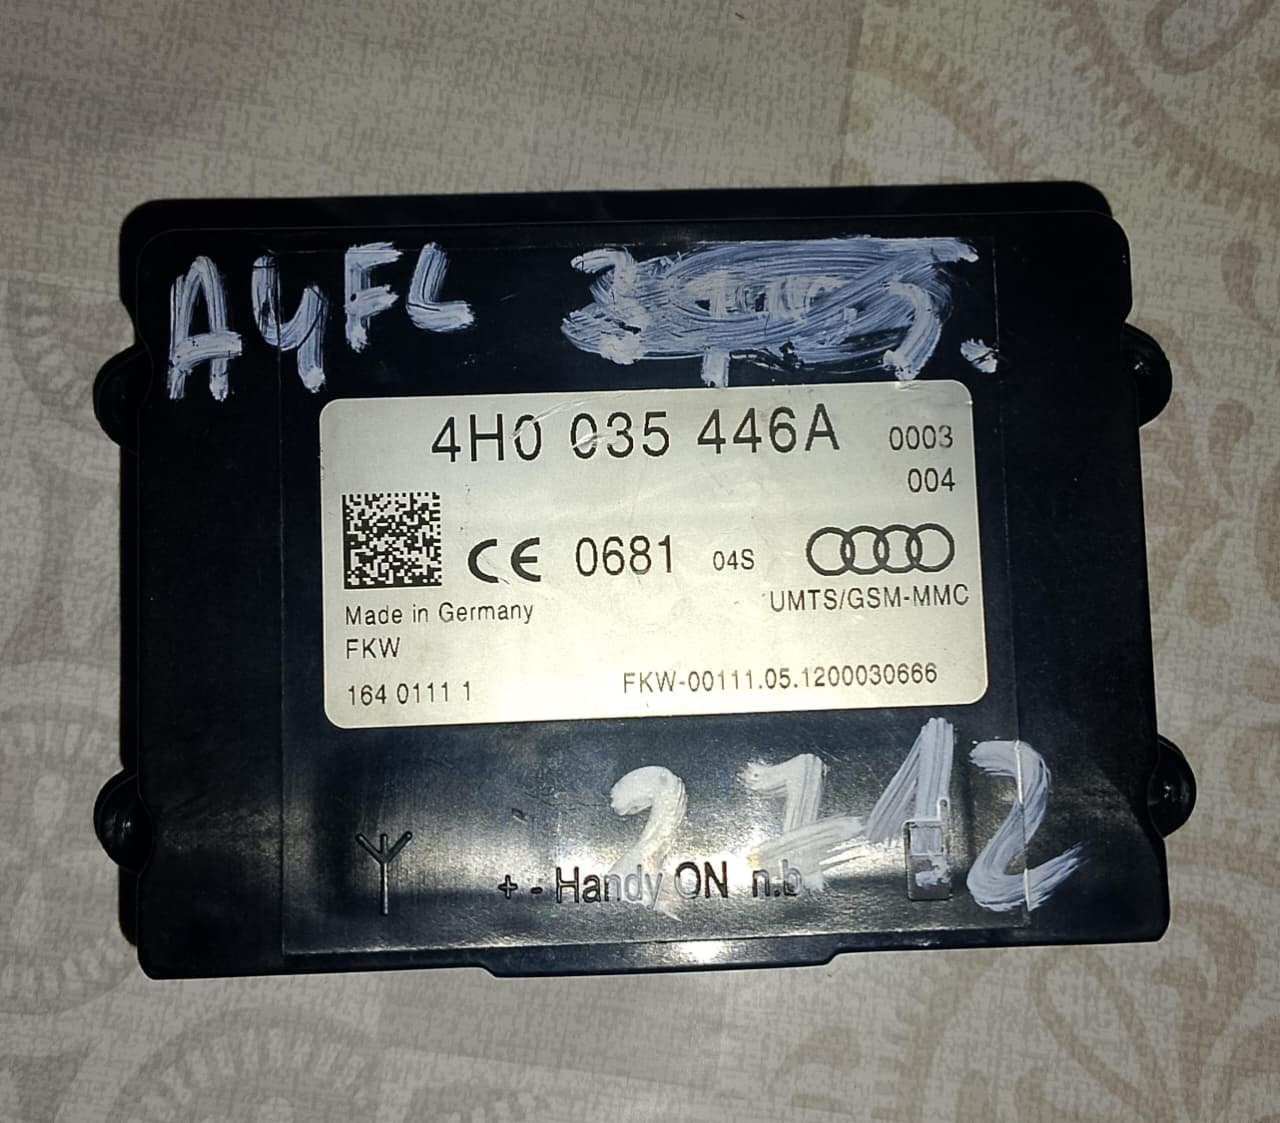 A4FL
4H0 035 446A 0003
004
CE 0681 04S
UMTS/GSM-MMC
Made in Germany
FKW
164 0111 1
FKW-00111.05.1200030666
2712
+ - Handy ON n.b.